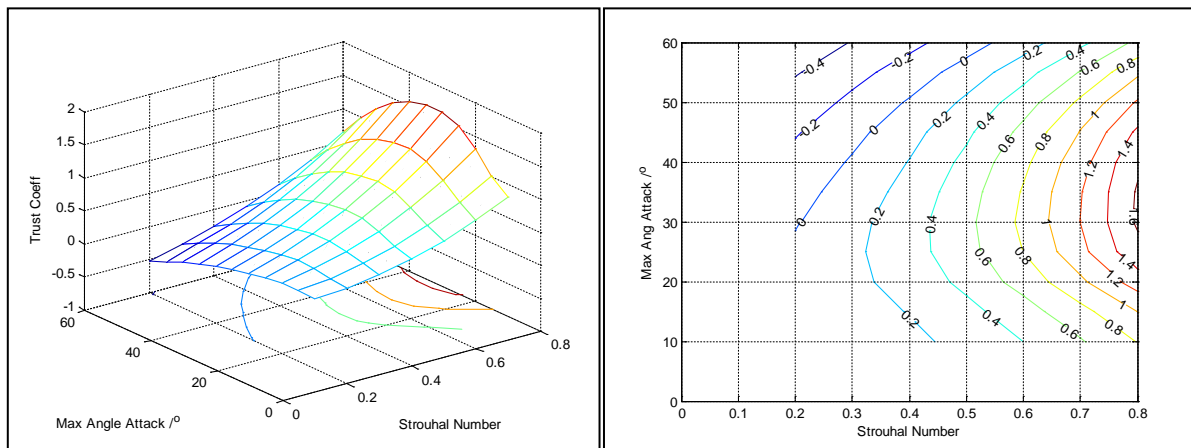 2
1.5
1
0.5
0
-0.5
-1
Trust Coeff
60
40
20
0
Max Angle Attack /o
0
0.2
0.4
0.6
0.8
Strouhal Number
60
50
40
30
20
10
0
Max Ang Attack /o
-0.4 -0.2 0 0.2 0.4 0.6 0.8
-0.2 0 0.2 0.4 0.6 0.8 1 1.4
1.2 1.4
0 0.2 0.4 0.6 0.8 1 1.2 1.6
1.4
0.2 0.4 0.6 0.8 1 1.2
0 0.1 0.2 0.3 0.4 0.5 0.6 0.7 0.8
Strouhal Number